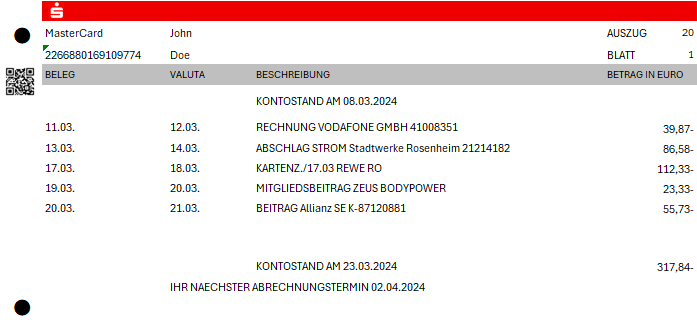 MasterCard John AUSZUG 20
2266880169109774 Doe BLATT 1
BELEG VALUTA BESCHREIBUNG BETRAG IN EURO
KONTOSTAND AM 08.03.2024
11.03. 12.03. RECHNUNG VODAFONE GMBH 41008351 39,87-
13.03. 14.03. ABSCHLAG STROM Stadtwerke Rosenheim 21214182 86,58-
17.03. 18.03. KARTENZ./17.03 REWE RO 112,33-
19.03. 20.03. MITGLIEDSBEITRAG ZEUS BODYPOWER 23,33-
20.03. 21.03. BEITRAG Allianz SE K-87120881 55,73-
KONTOSTAND AM 23.03.2024 317,84-
IHR NAECHSTER ABRECHNUNGSTERMIN 02.04.2024